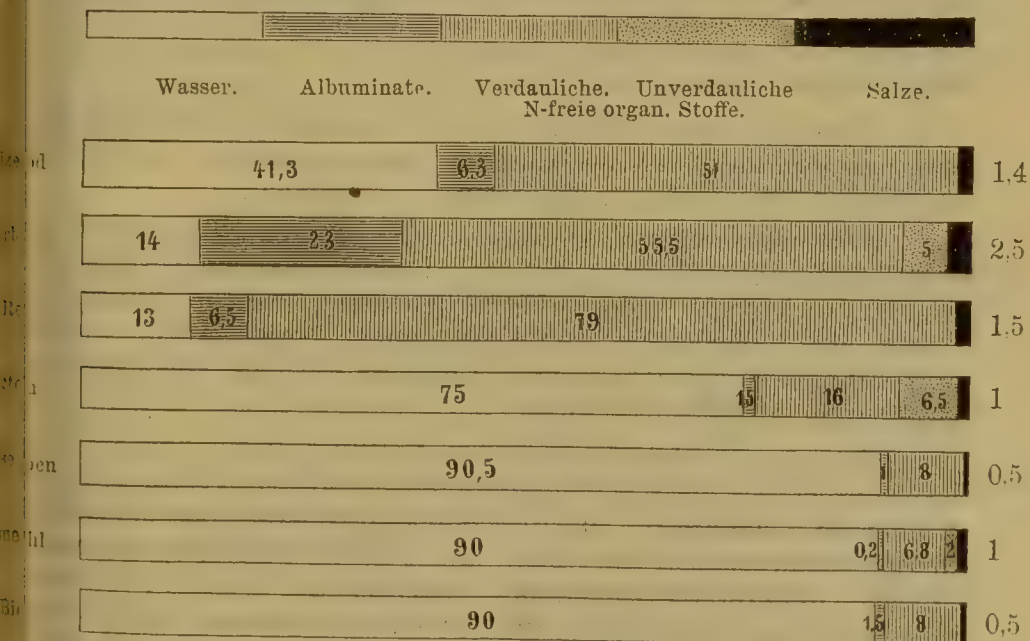 Wasser. Albuminate. Verdauliche. Unverdauliche Salze.
N-freie organ. Stoffe.
41,3 6,3 51 1,4
14 23 55,5 5 2,5
13 6,5 79 1,5
75 1,5 16 6,5 1
90,5 8 0,5
90 0,2 6,8 2 1
90 1,5 8 0,5